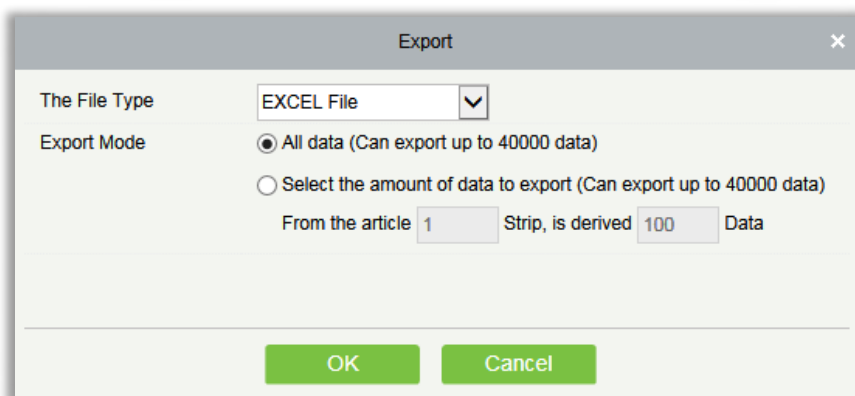 Export
The File Type EXCEL File
Export Mode All data (Can export up to 40000 data)
Select the amount of data to export (Can export up to 40000 data)
From the article 1 Strip, is derived 100 Data
OK Cancel